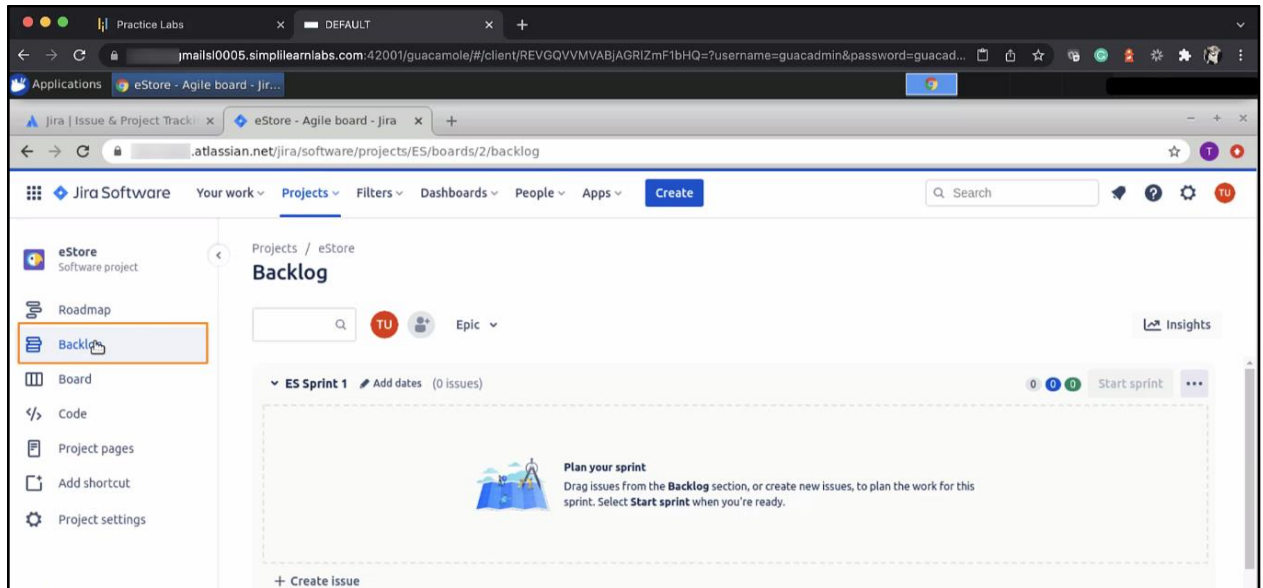 Practice Labs
DEFAULT
mailsl0005.simplilearnlabs.com:42001/guacamole/#/client/REVGQVVMVABjAGRIZmF1bHQ=?username=guacadmin&password=guacad...
Applications eStore - Agile board - Jir...
Jira | Issue & Project Tracki
eStore - Agile board - Jira
.atlassian.net/jira/software/projects/ES/boards/2/backlog
T
Jira Software Your work Projects Filters Dashboards People Apps Create Search TU
eStore
Software project
Roadmap
Backlog
Board
Code
Project pages
Add shortcut
Project settings
Projects / eStore
Backlog
TU Epic Insights
ES Sprint 1 Add dates (0 issues) 0 0 0 Start sprint
Plan your sprint
Drag issues from the Backlog section, or create new issues, to plan the work for this
sprint. Select Start sprint when you're ready.
+ Create issue